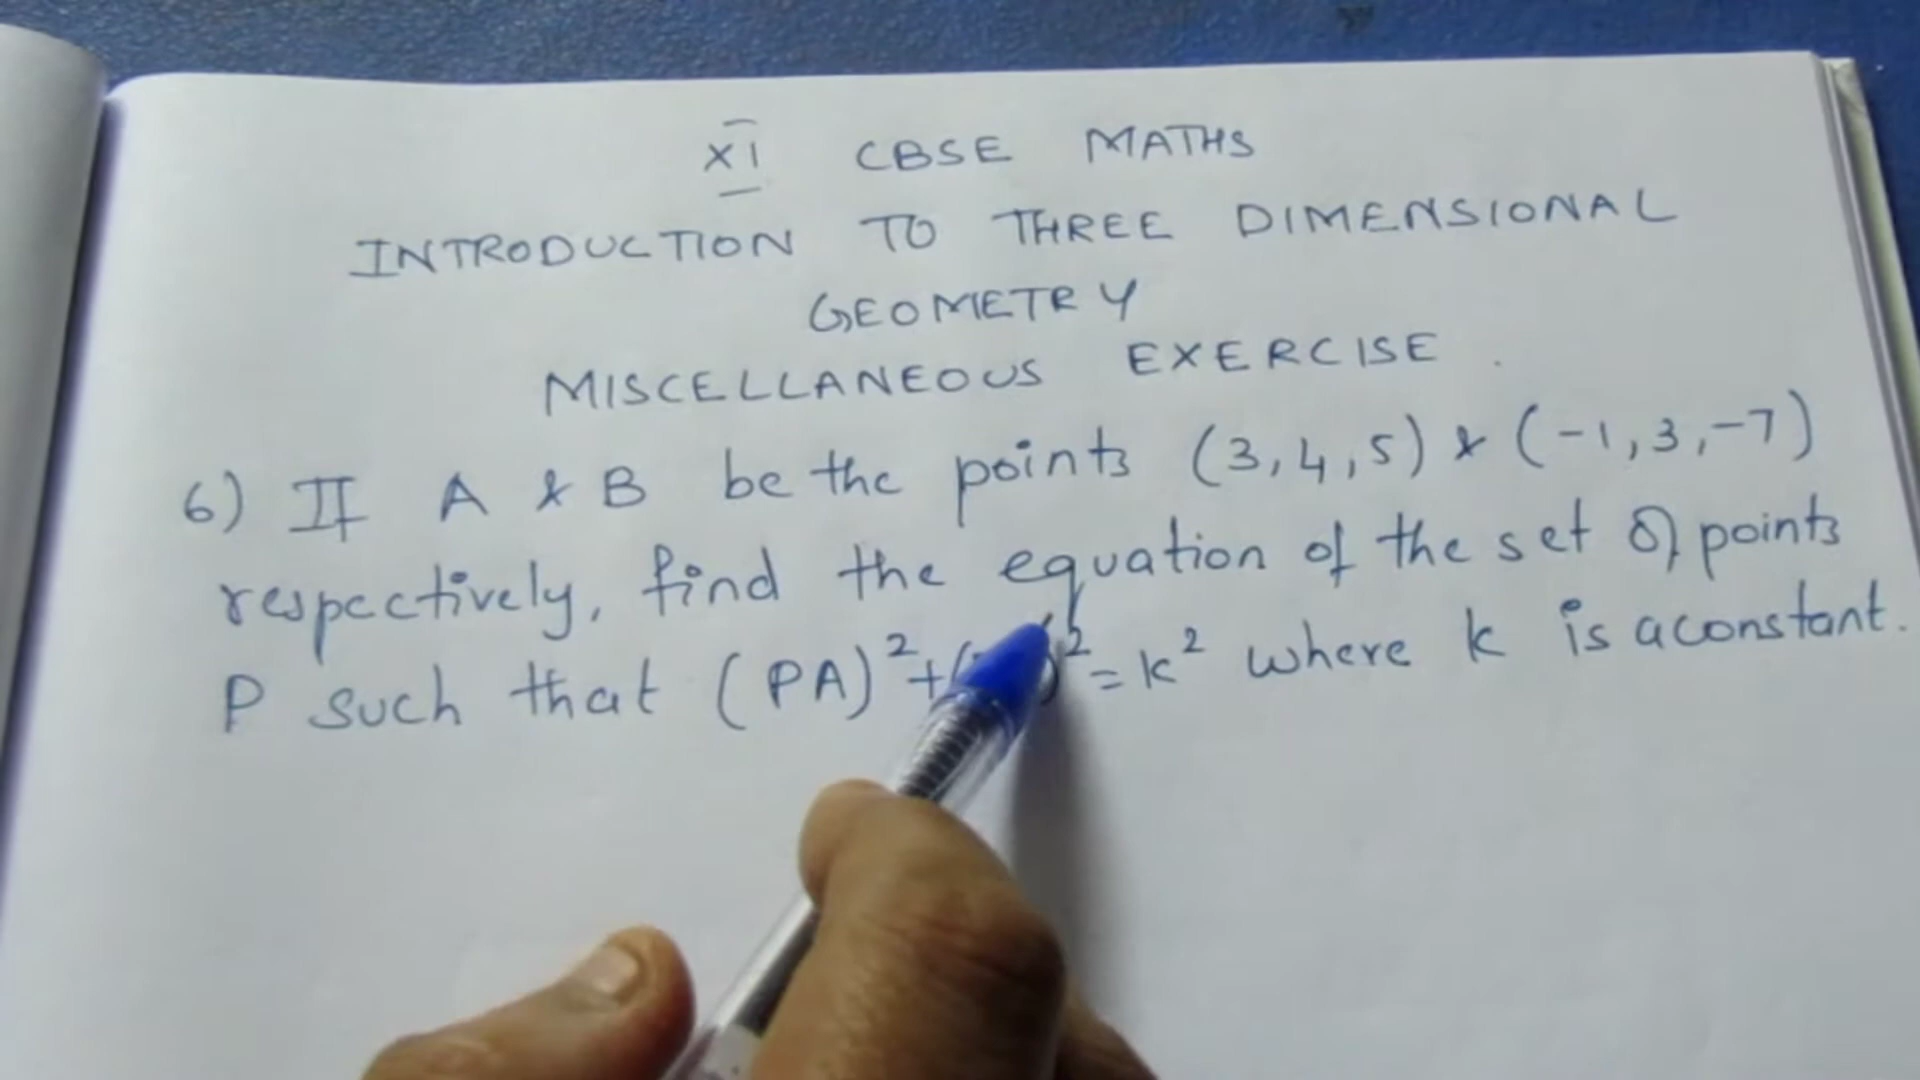 XI CBSE MATHS
INTRODUCTION TO THREE DIMENSIONAL
GEOMETRY
MISCELLANEOUS EXERCISE.
6) If A & B be the points (3,4,5) & (-1,3,-7)
respectively, find the equation of the set of points
P such that (PA)² + ( )² = k² where k is a constant.